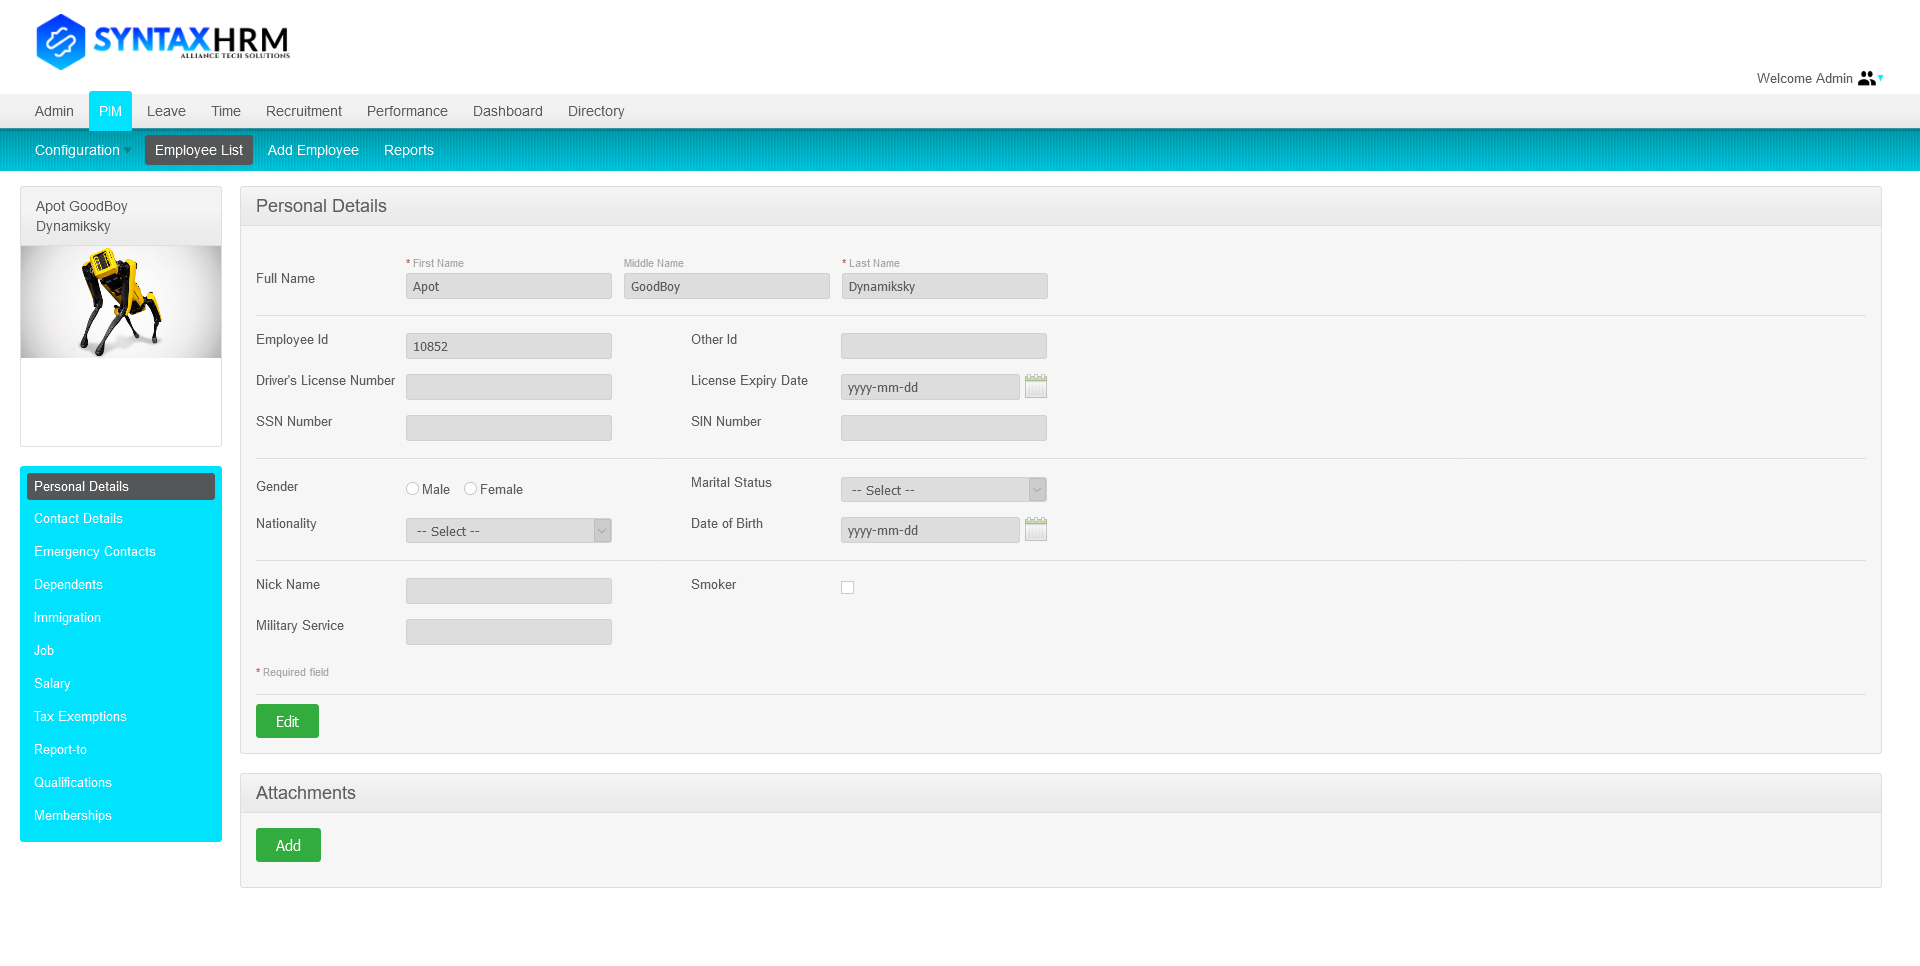 SYNTAXHRM
ALLIANCE TECH SOLUTIONS
Welcome Admin
Admin PIM Leave Time Recruitment Performance Dashboard Directory
Configuration Employee List Add Employee Reports
Apot GoodBoy
Dynamiksky
Personal Details
Contact Details
Emergency Contacts
Dependents
Immigration
Job
Salary
Tax Exemptions
Report-to
Qualifications
Memberships
Personal Details
* First Name Middle Name * Last Name
Full Name Apot GoodBoy Dynamiksky
Employee Id 10852 Other Id
Driver's License Number License Expiry Date yyyy-mm-dd
SSN Number SIN Number
Gender Male Female Marital Status -- Select --
Nationality -- Select -- Date of Birth yyyy-mm-dd
Nick Name Smoker
Military Service
* Required field
Edit
Attachments
Add